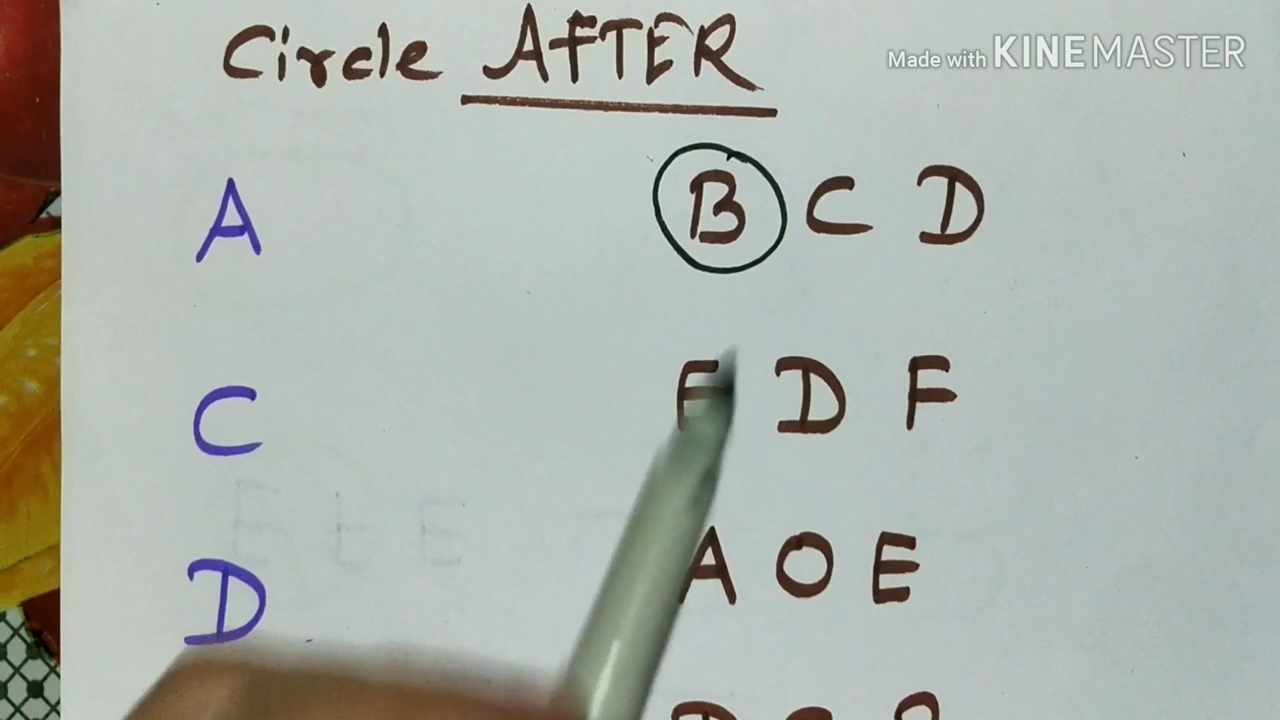 Circle AFTER
Made with KINEMASTER
A B C D
C E D F
D A O E